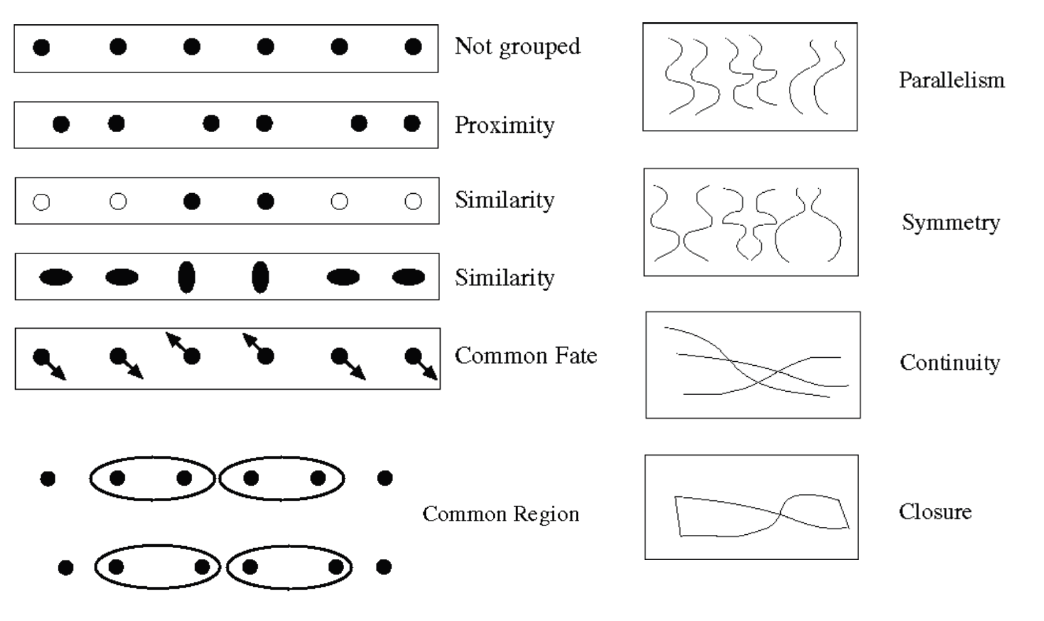 Not grouped
Proximity
Similarity
Similarity
Common Fate
Common Region
Parallelism
Symmetry
Continuity
Closure